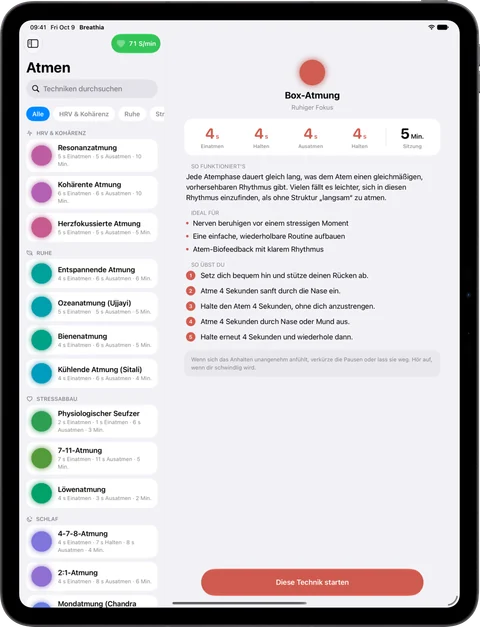 09:41 Fri Oct 9 Breathia
71 S/min
Atmen
Techniken durchsuchen
Alle
HRV & Kohärenz
Ruhe
HRV & KOHÄRENZ
Resonanzatmung
5 s Einatmen · 5 s Ausatmen · 10
Min.
Kohärente Atmung
6 s Einatmen · 6 s Ausatmen · 10
Min.
Herzfokussierte Atmung
5 s Einatmen · 5 s Ausatmen · 5 Min.
RUHE
Entspannende Atmung
4 s Einatmen · 6 s Ausatmen · 5 Min.
Ozeanatmung (Ujjayi)
5 s Einatmen · 5 s Ausatmen · 5 Min.
Bienenatmung
4 s Einatmen · 6 s Ausatmen · 5 Min.
Kühlende Atmung (Sitali)
4 s Einatmen · 6 s Ausatmen · 4 Min.
STRESSABBAU
Physiologischer Seufzer
2 s Einatmen · 1 s Einatmen · 6 s
Ausatmen · 3 Min.
7-11-Atmung
7 s Einatmen · 11 s Ausatmen · 5
Min.
Löwenatmung
4 s Einatmen · 3 s Ausatmen · 2 Min.
SCHLAF
4-7-8-Atmung
4 s Einatmen · 7 s Halten · 8 s
Ausatmen · 4 Min.
2:1-Atmung
4 s Einatmen · 8 s Ausatmen · 6 Min.
Mondatmung (Chandra
Box-Atmung
Ruhiger Fokus
4 s 4 s 4 s 4 s 5 Min.
Einatmen Halten Ausatmen Halten Sitzung
SO FUNKTIONIERT'S
Jede Atemphase dauert gleich lang, was dem Atem einen gleichmäßigen,
vorhersehbaren Rhythmus gibt. Vielen fällt es leichter, sich in diesen
Rhythmus einzufinden, als ohne Struktur „langsam“ zu atmen.
IDEAL FÜR
• Nerven beruhigen vor einem stressigen Moment
• Eine einfache, wiederholbare Routine aufbauen
• Atem-Biofeedback mit klarem Rhythmus
SO ÜBST DU
1 Setz dich bequem hin und stütze deinen Rücken ab.
2 Atme 4 Sekunden sanft durch die Nase ein.
3 Halte den Atem 4 Sekunden, ohne dich anzustrengen.
4 Atme 4 Sekunden durch Nase oder Mund aus.
5 Halte erneut 4 Sekunden und wiederhole dann.
Wenn sich das Anhalten unangenehm anfühlt, verkürze die Pausen oder lass sie weg. Hör auf,
wenn dir schwindlig wird.
Diese Technik starten